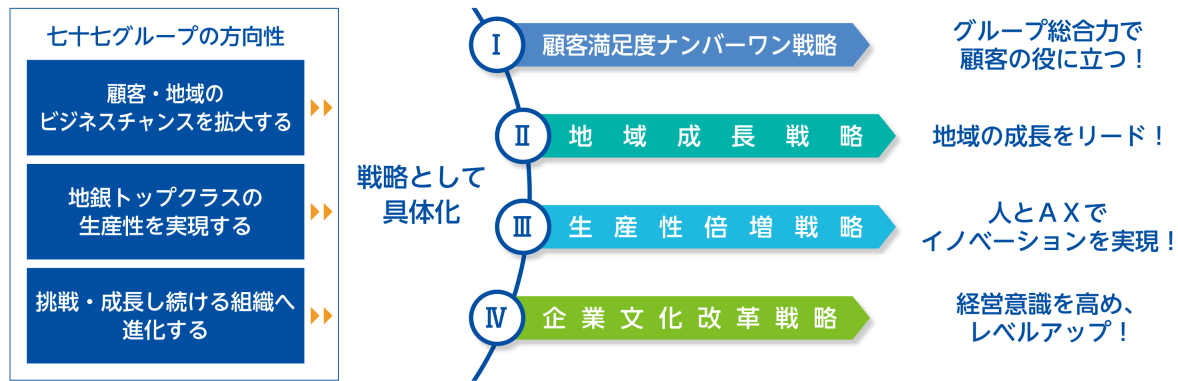 七十七グループの方向性
顧客・地域の
ビジネスチャンスを拡大する
地銀トップクラスの
生産性を実現する
挑戦・成長し続ける組織へ
進化する
戦略として
具体化
Ⅰ 顧客満足度ナンバーワン戦略
グループ総合力で
顧客の役に立つ！
Ⅱ 地域成長戦略
地域の成長をリード！
Ⅲ 生産性倍増戦略
人とＡＸで
イノベーションを実現！
Ⅳ 企業文化改革戦略
経営意識を高め、
レベルアップ！